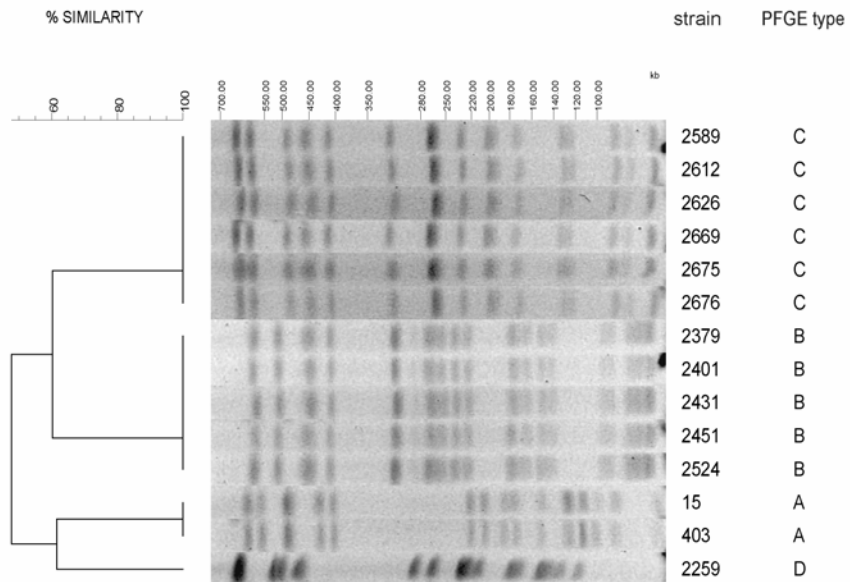 % SIMILARITY strain PFGE type
kb
60 80 100 700.00 550.00 500.00 450.00 400.00 350.00 280.00 250.00 220.00 200.00 180.00 160.00 140.00 120.00 100.00
2589 C
2612 C
2626 C
2669 C
2675 C
2676 C
2379 B
2401 B
2431 B
2451 B
2524 B
15 A
403 A
2259 D